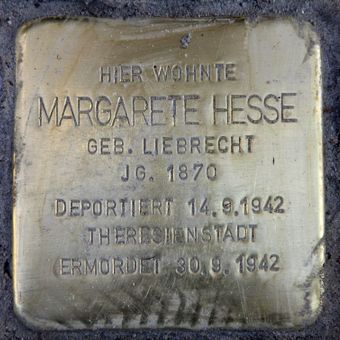 HIER WOHNTE
MARGARETE HESSE
GEB. LIEBRECHT
JG. 1870
DEPORTIERT 14.9.1942
THERESIENSTADT
ERMORDET 30.9.1942